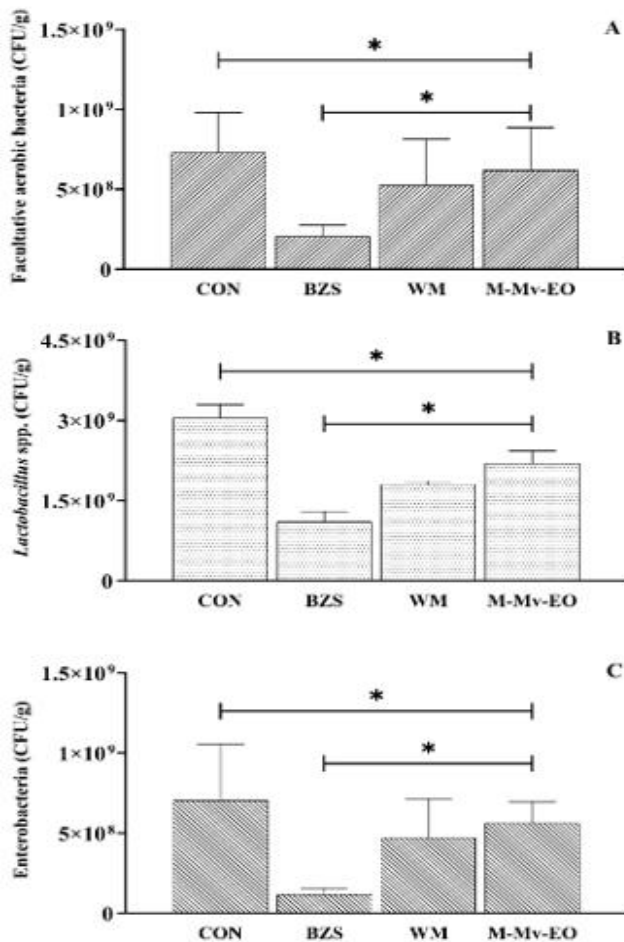 A
Facultative aerobic bacteria (CFU/g)
1.5×10⁹
1×10⁹
5×10⁸
0
*
*
CON BZS WM M-Mv-EO
B
Lactobacillus spp. (CFU/g)
4.5×10⁹
3×10⁹
1.5×10⁹
0
*
*
CON BZS WM M-Mv-EO
C
Enterobacteria (CFU/g)
1.5×10⁹
1×10⁹
5×10⁸
0
*
*
CON BZS WM M-Mv-EO